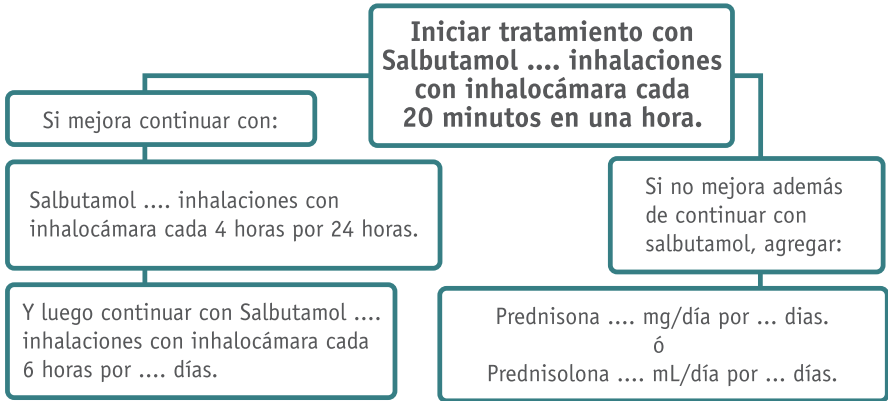 Iniciar tratamiento con
Salbutamol .... inhalaciones
con inhalocámara cada
20 minutos en una hora.
Si mejora continuar con:
Salbutamol .... inhalaciones con
inhalocámara cada 4 horas por 24 horas.
Y luego continuar con Salbutamol ....
inhalaciones con inhalocámara cada
6 horas por .... días.
Si no mejora además
de continuar con
salbutamol, agregar:
Prednisona .... mg/día por ... dias.
ó
Prednisolona .... mL/día por ... días.